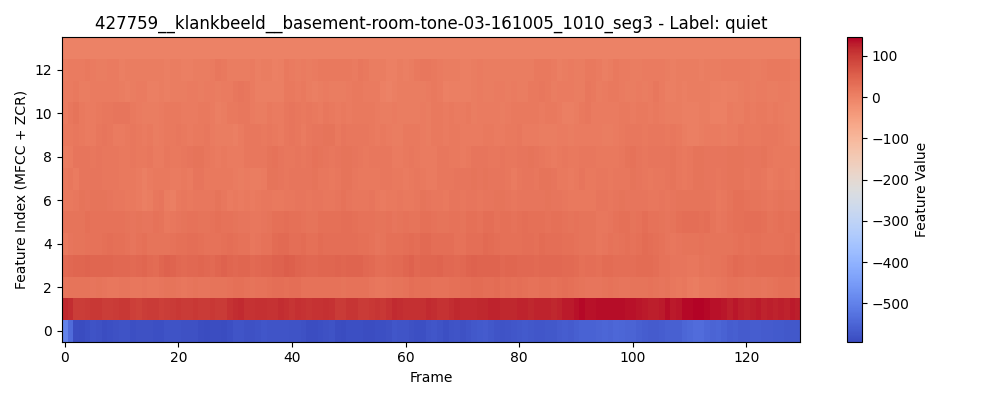 427759__klankbeeld__basement-room-tone-03-161005_1010_seg3 - Label: quiet
Feature Index (MFCC + ZCR)
12
10
8
6
4
2
0
0 20 40 60 80 100 120
Frame
100
0
−100
−200
−300
−400
−500
Feature Value